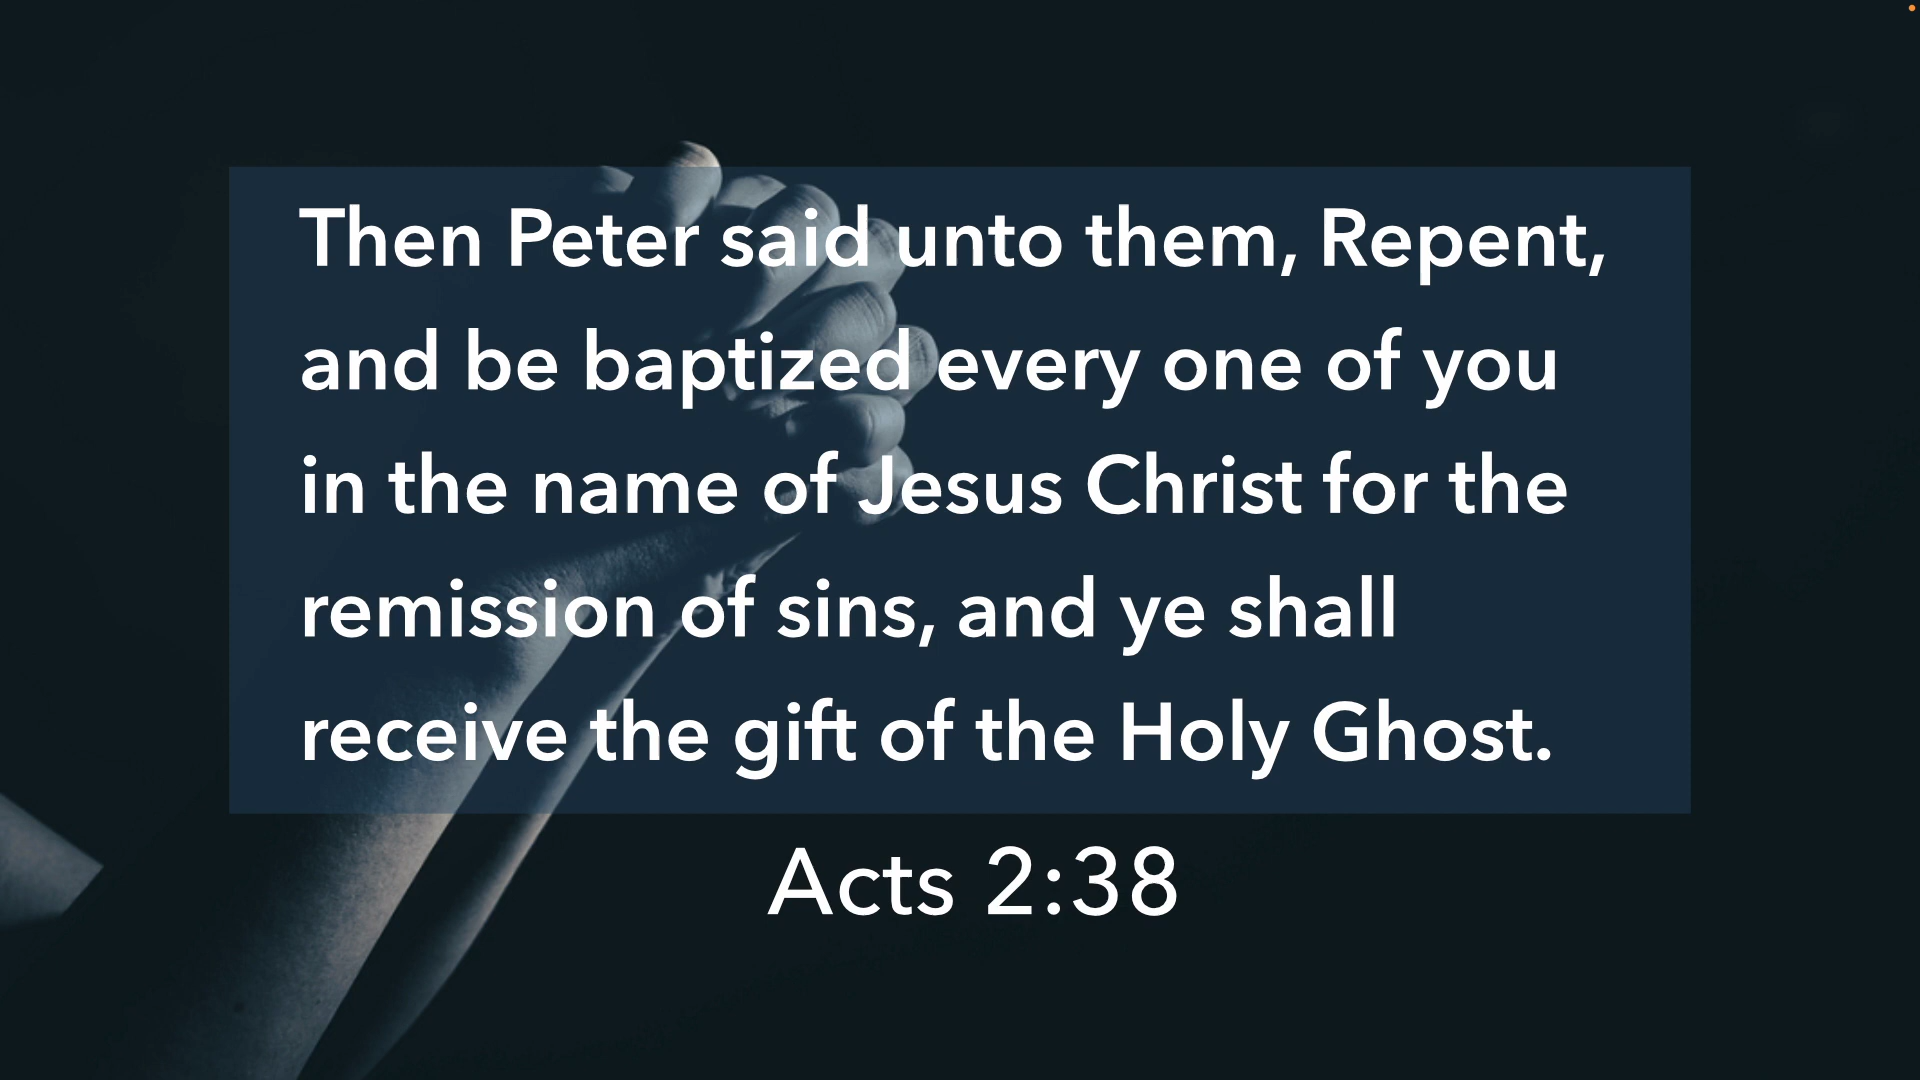 Then Peter said unto them, Repent,
and be baptized every one of you
in the name of Jesus Christ for the
remission of sins, and ye shall
receive the gift of the Holy Ghost.
Acts 2:38